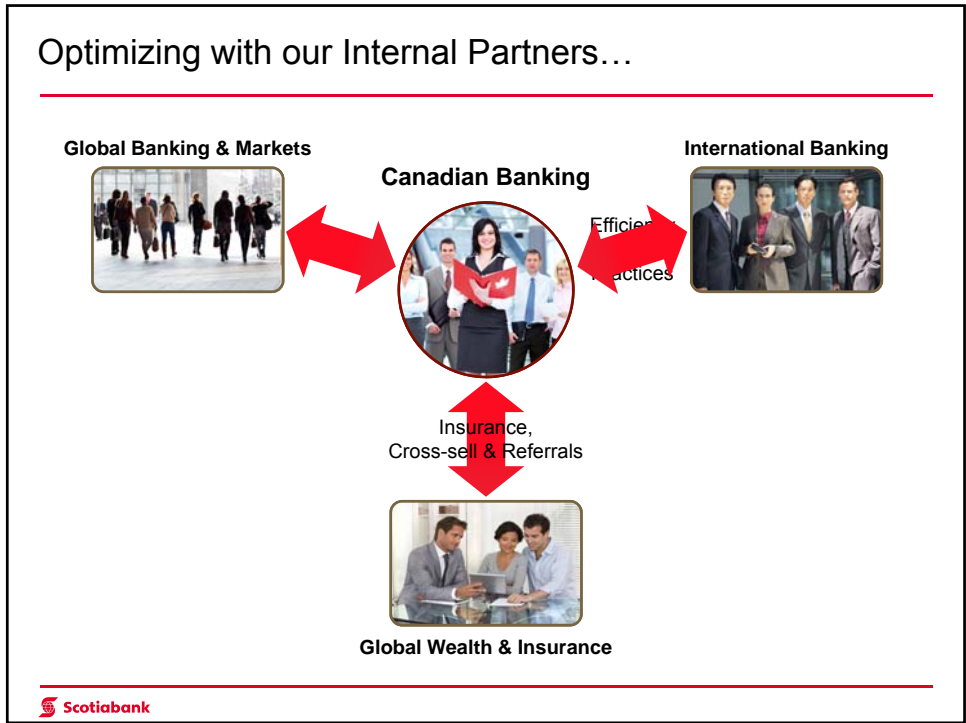 Optimizing with our Internal Partners…
Global Banking & Markets
International Banking
Canadian Banking
Insurance,
Cross-sell & Referrals
Global Wealth & Insurance
Scotiabank